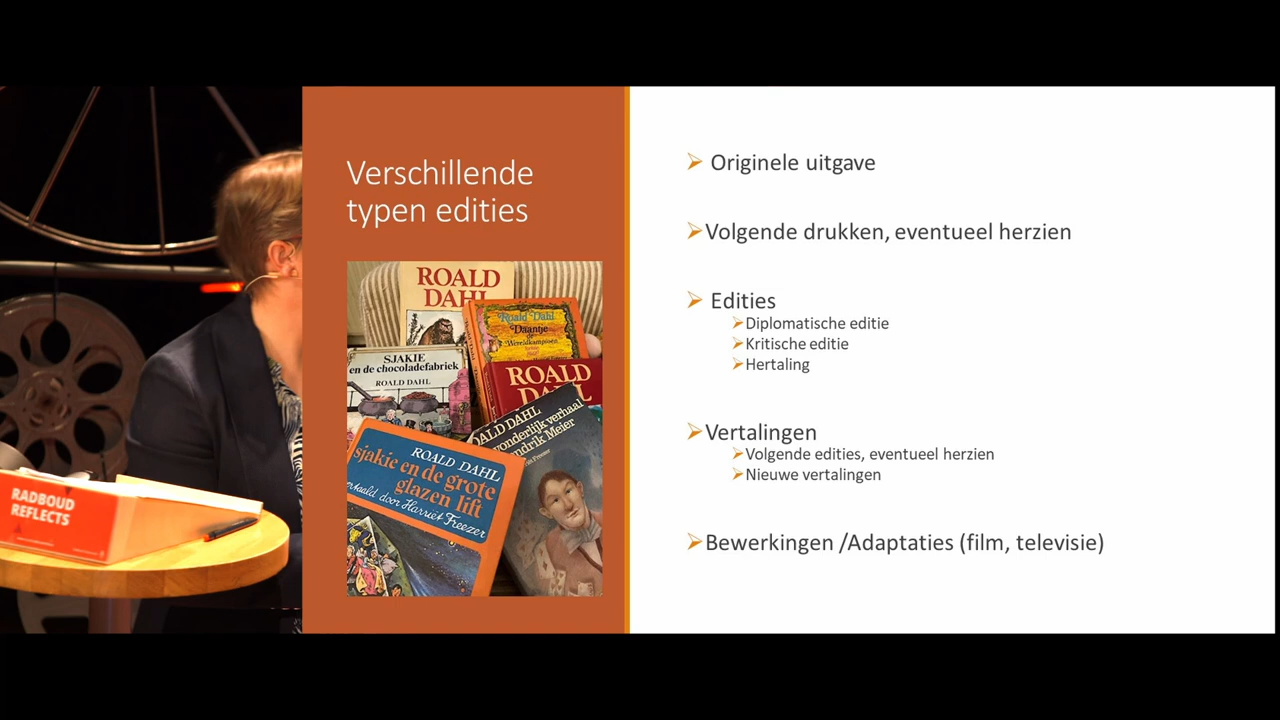 Verschillende
typen edities
ROALD
DAHL
Roald Dahl
Daantje
de
Wereldkampioen
SJAKIE
en de chocoladefabriek
ROALD DAHL
ROALD
DAHL
ROALD DAHL
wonderlijk verhaal
Hendrik Meier
ROALD DAHL
sjakie en de grote
glazen lift
vertaald door Harriët Freezer
RADBOUD
REFLECTS
➢ Originele uitgave
➢Volgende drukken, eventueel herzien
➢ Edities
➢Diplomatische editie
➢Kritische editie
➢Hertaling
➢Vertalingen
➢Volgende edities, eventueel herzien
➢Nieuwe vertalingen
➢Bewerkingen /Adaptaties (film, televisie)